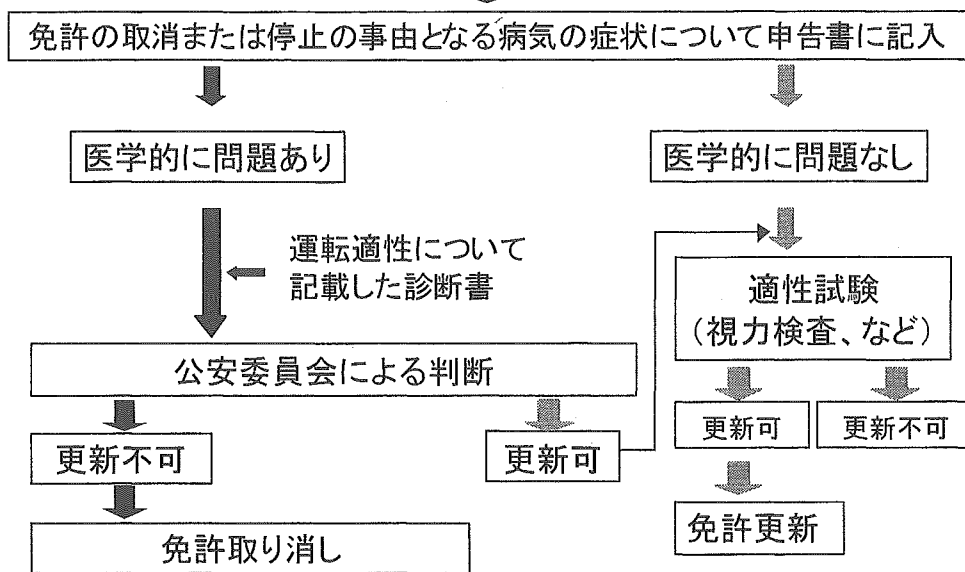 免許の取消または停止の事由となる病気の症状について申告書に記入
医学的に問題あり
医学的に問題なし
運転適性について
記載した診断書
適性試験
（視力検査、など）
公安委員会による判断
更新不可
更新可
更新可
更新不可
免許取り消し
免許更新